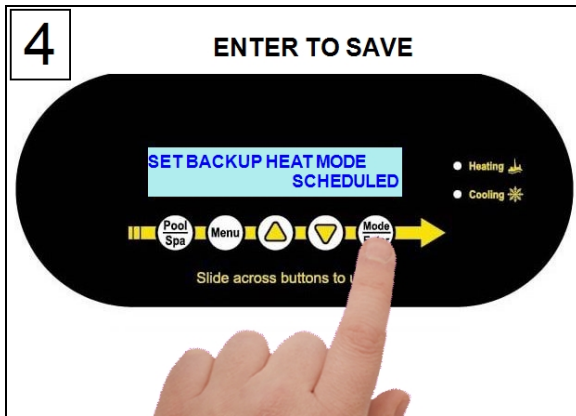 4
ENTER TO SAVE
SET BACKUP HEAT MODE
SCHEDULED
Heating
Cooling
Pool
Spa
Menu
Mode
Slide across buttons to